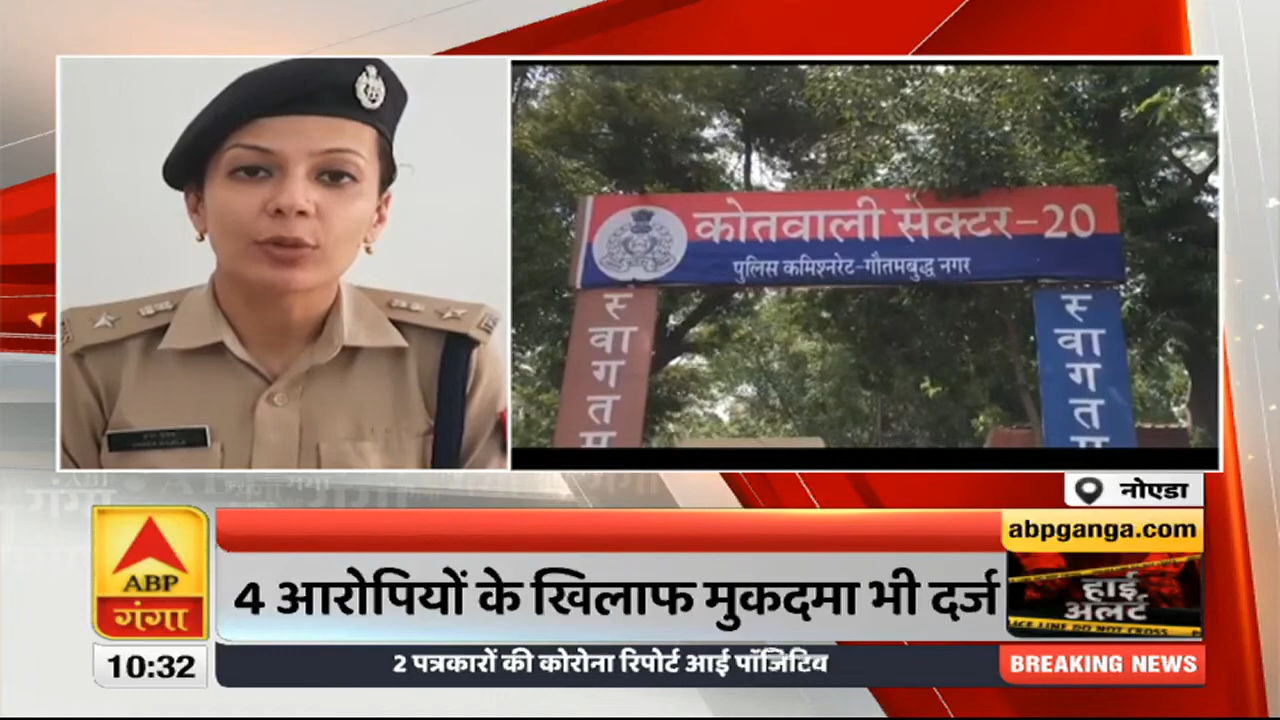 कोतवाली सेक्टर-20
पुलिस कमिश्नरेट-गौतमबुद्ध नगर
स्वागतम
स्वागतम
नोएडा
abpganga.com
ABP
गंगा
4 आरोपियों के खिलाफ मुकदमा भी दर्ज
हाई
अलर्ट
10:32
2 पत्रकारों की कोरोना रिपोर्ट आई पॉजिटिव
BREAKING NEWS